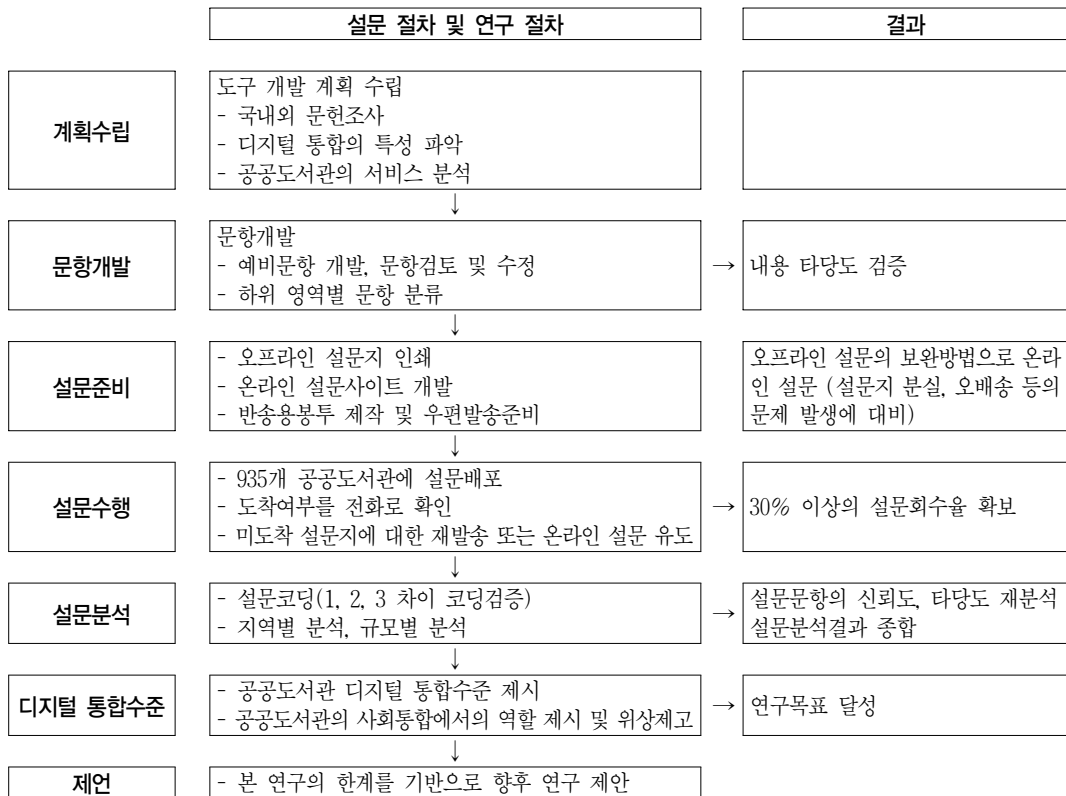 설문 절차 및 연구 절차
결과
계획수립
도구 개발 계획 수립
- 국내외 문헌조사
- 디지털 통합의 특성 파악
- 공공도서관의 서비스 분석
↓
문항개발
문항개발
- 예비문항 개발, 문항검토 및 수정
- 하위 영역별 문항 분류
→ 내용 타당도 검증
↓
설문준비
- 오프라인 설문지 인쇄
- 온라인 설문사이트 개발
- 반송용봉투 제작 및 우편발송준비
오프라인 설문의 보완방법으로 온라
인 설문 (설문지 분실, 오배송 등의
문제 발생에 대비)
↓
설문수행
- 935개 공공도서관에 설문배포
- 도착여부를 전화로 확인
- 미도착 설문지에 대한 재발송 또는 온라인 설문 유도
→ 30% 이상의 설문회수율 확보
↓
설문분석
- 설문코딩(1, 2, 3 차이 코딩검증)
- 지역별 분석, 규모별 분석
→ 설문문항의 신뢰도, 타당도 재분석
설문분석결과 종합
↓
디지털 통합수준
- 공공도서관 디지털 통합수준 제시
- 공공도서관의 사회통합에서의 역할 제시 및 위상제고
→ 연구목표 달성
↓
제언
- 본 연구의 한계를 기반으로 향후 연구 제안